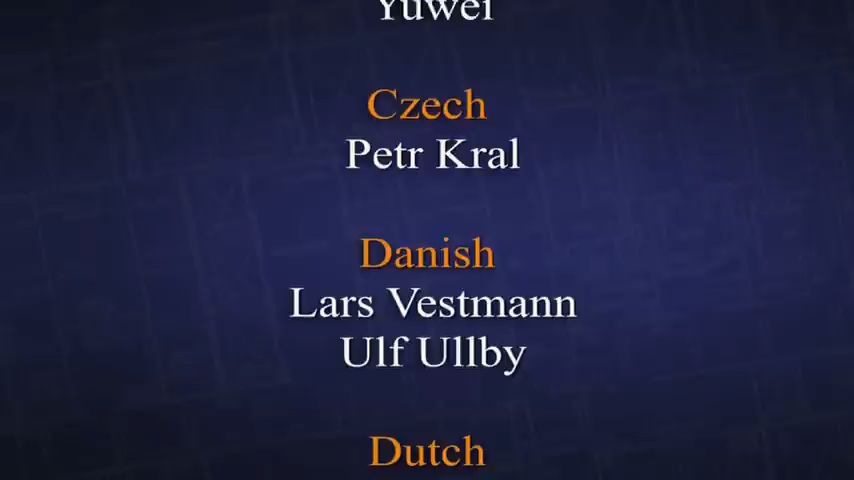 Yuwei
Czech
Petr Kral
Danish
Lars Vestmann
Ulf Ullby
Dutch